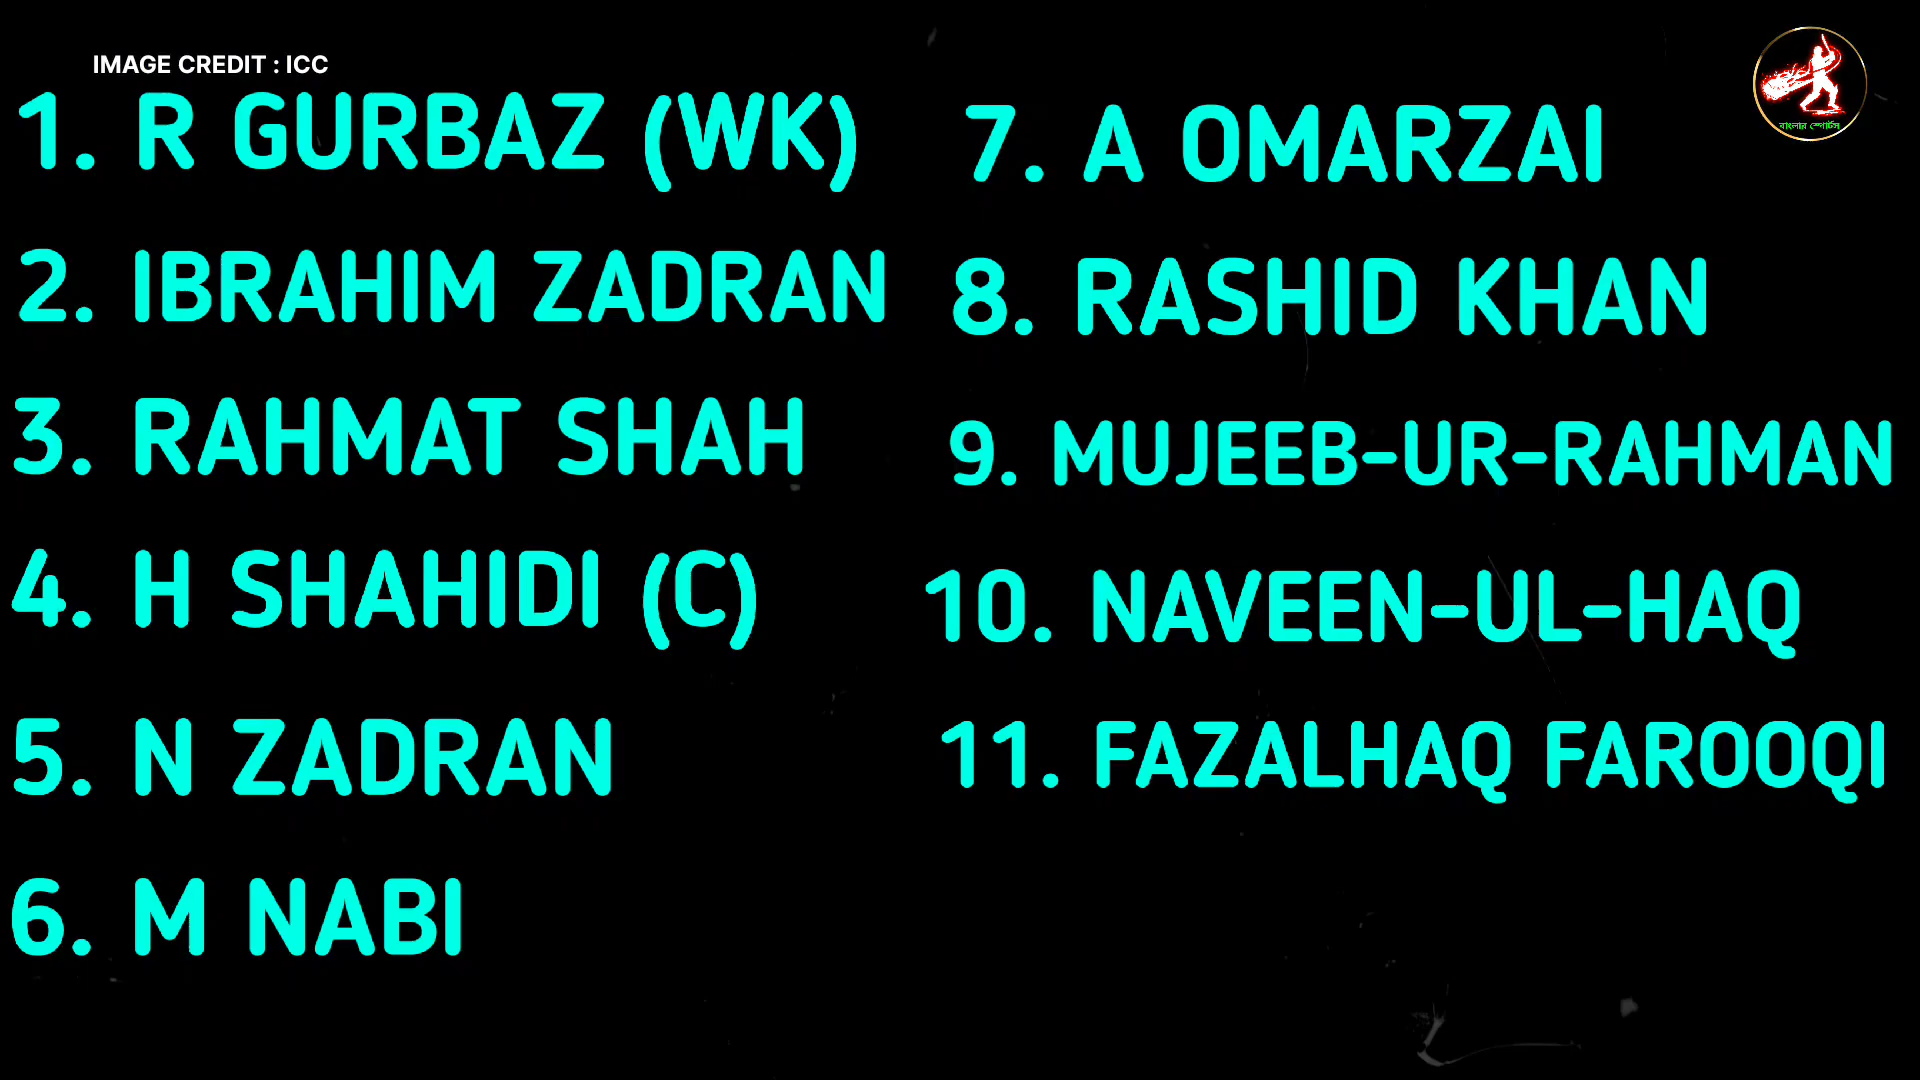 IMAGE CREDIT : ICC
1. R GURBAZ (WK)
2. IBRAHIM ZADRAN
3. RAHMAT SHAH
4. H SHAHIDI (C)
5. N ZADRAN
6. M NABI
7. A OMARZAI
8. RASHID KHAN
9. MUJEEB-UR-RAHMAN
10. NAVEEN-UL-HAQ
11. FAZALHAQ FAROOQI
বাংলার স্পোর্টস